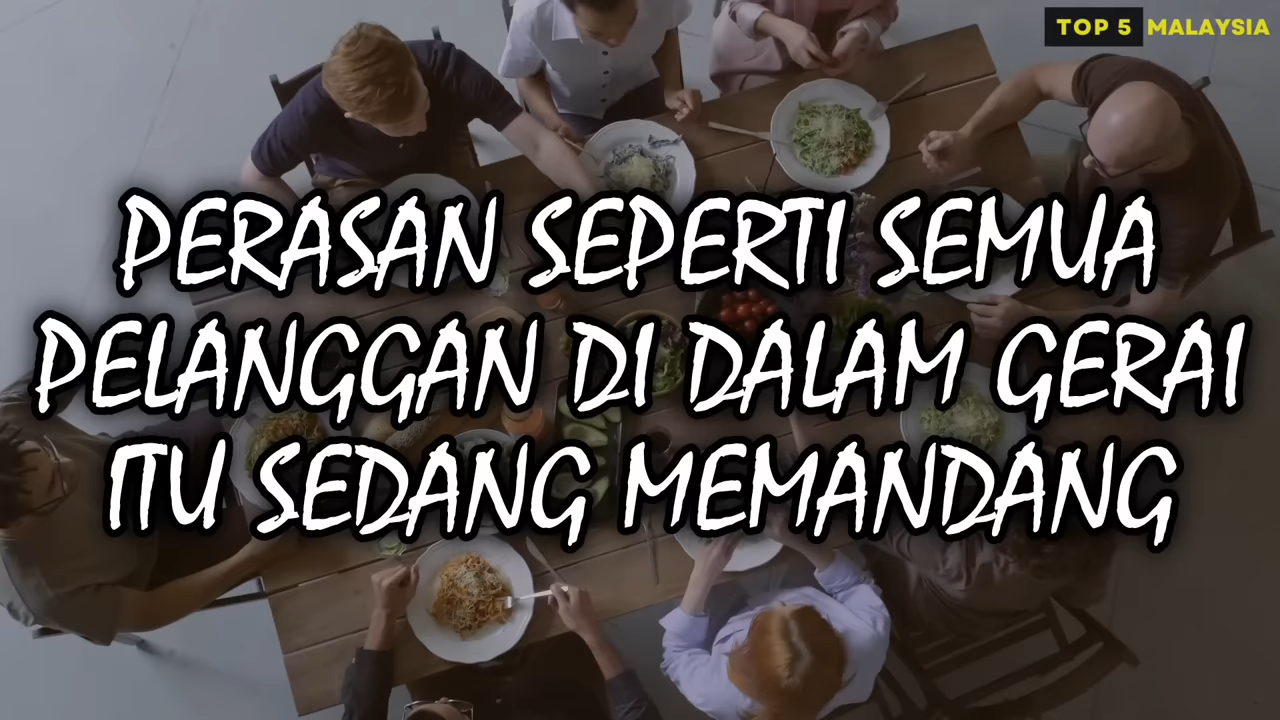 TOP 5 MALAYSIA
PERASAN SEPERTI SEMUA
PELANGGAN DI DALAM GERAI
ITU SEDANG MEMANDANG